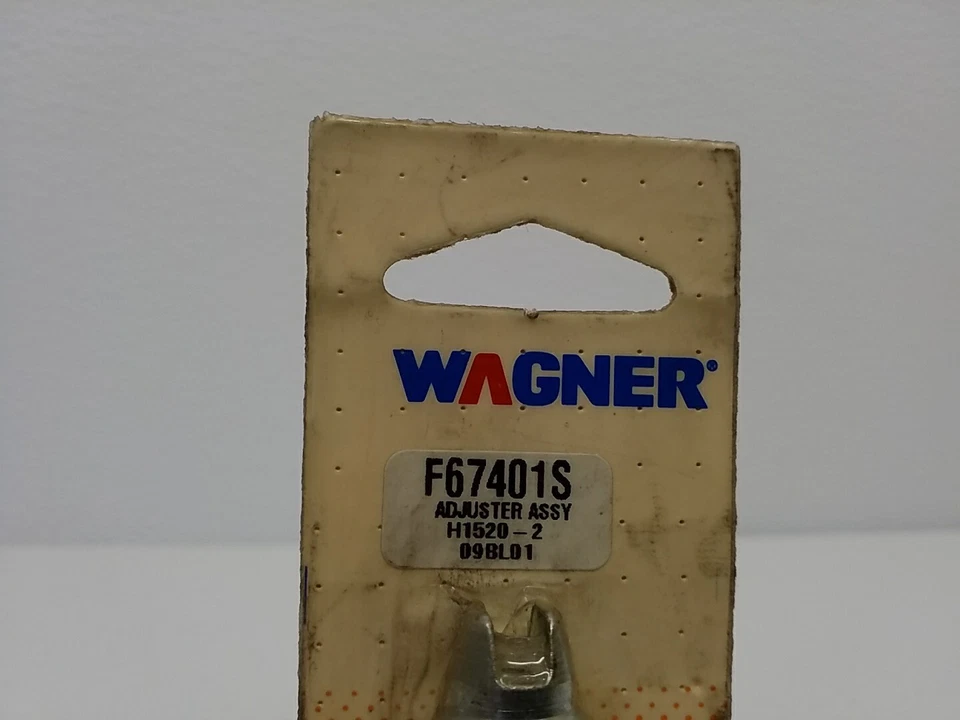 WAGNER®
F67401S
ADJUSTER ASSY
H1520-2
09BL01